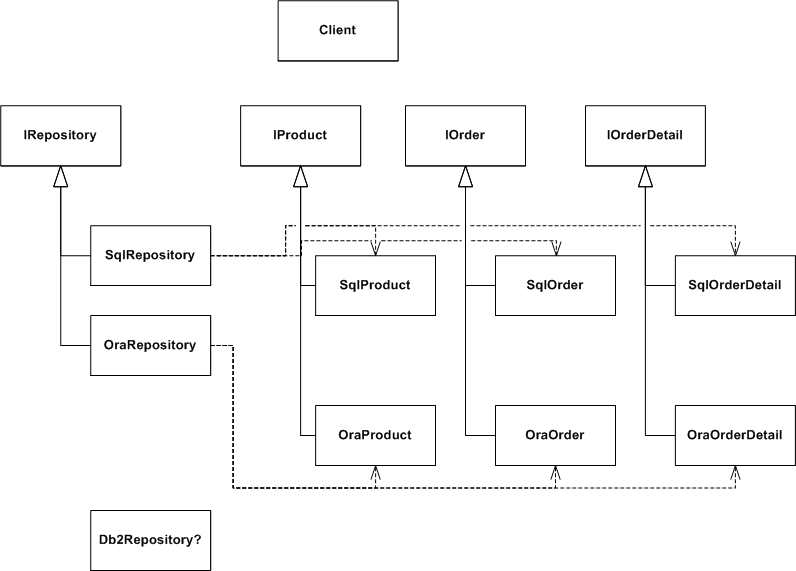 Client
IRepository
IProduct
IOrder
IOrderDetail
SqlRepository
SqlProduct
SqlOrder
SqlOrderDetail
OraRepository
OraProduct
OraOrder
OraOrderDetail
Db2Repository?